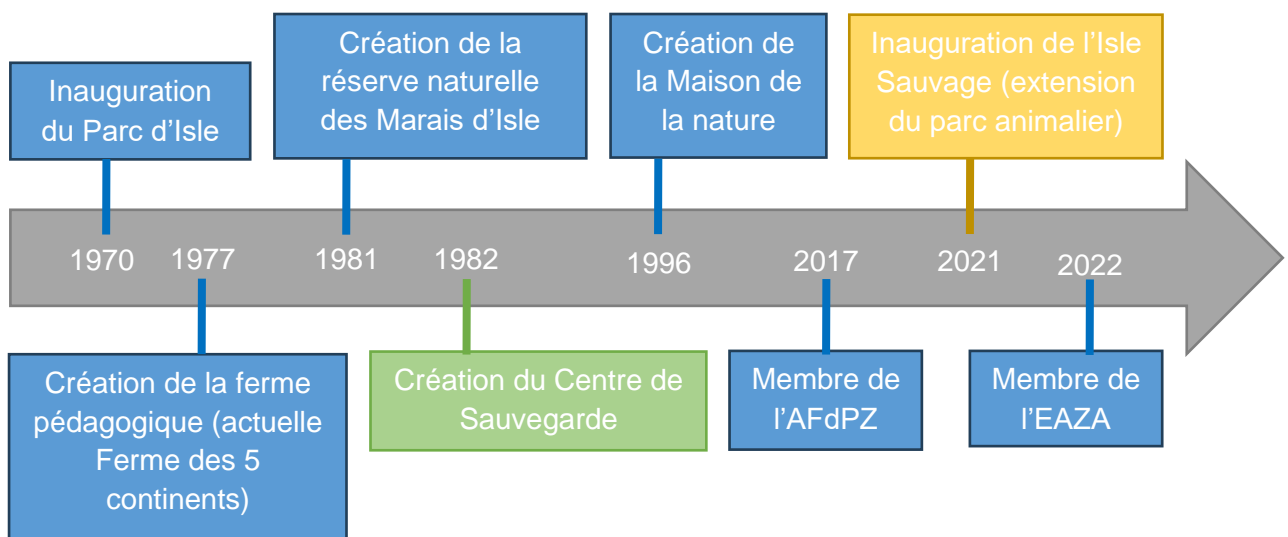 Inauguration
du Parc d’Isle
Création de la
réserve naturelle
des Marais d’Isle
Création de
la Maison de
la nature
Inauguration de l’Isle
Sauvage (extension
du parc animalier)
1970
1977
1981
1982
1996
2017
2021
2022
Création de la ferme
pédagogique (actuelle
Ferme des 5
continents)
Création du Centre de
Sauvegarde
Membre de
l’AFdPZ
Membre de
l’EAZA